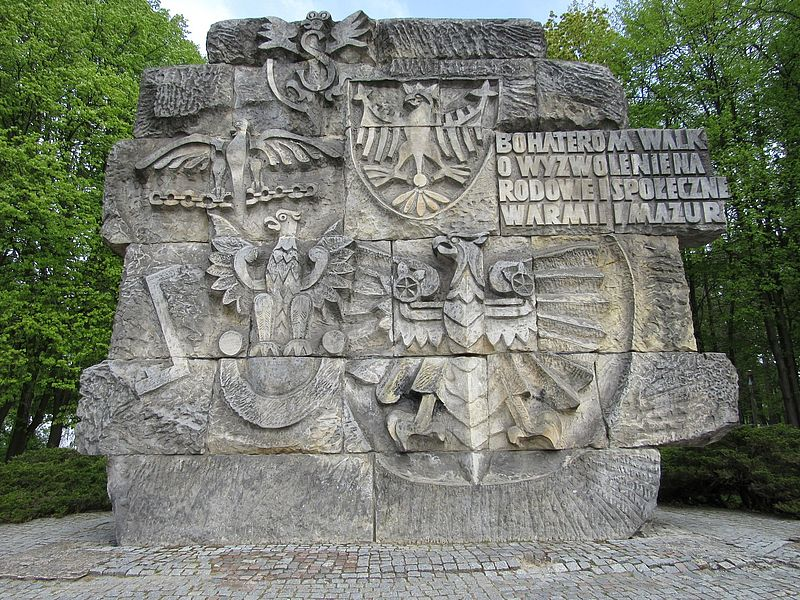 BOHATEROM WALK
O WYZWOLENIE NA
RODOWE I SPOŁECZNE
WARMII I MAZUR